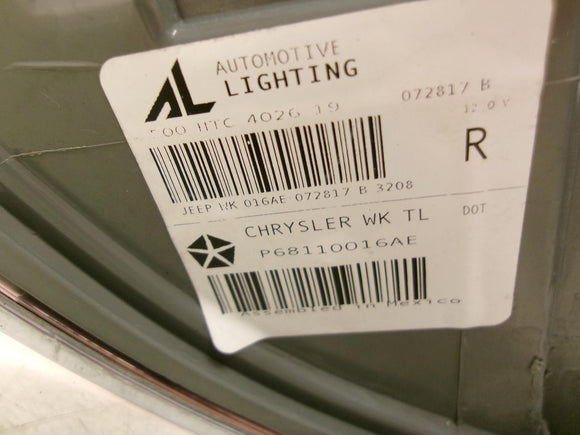 AL AUTOMOTIVE
LIGHTING
072817 B
HTC 4026 19
12.0 V
R
JEEP WK 016AE 072817 B 3208
CHRYSLER WK TL
DOT
P68110016AE
Assembled in Mexico